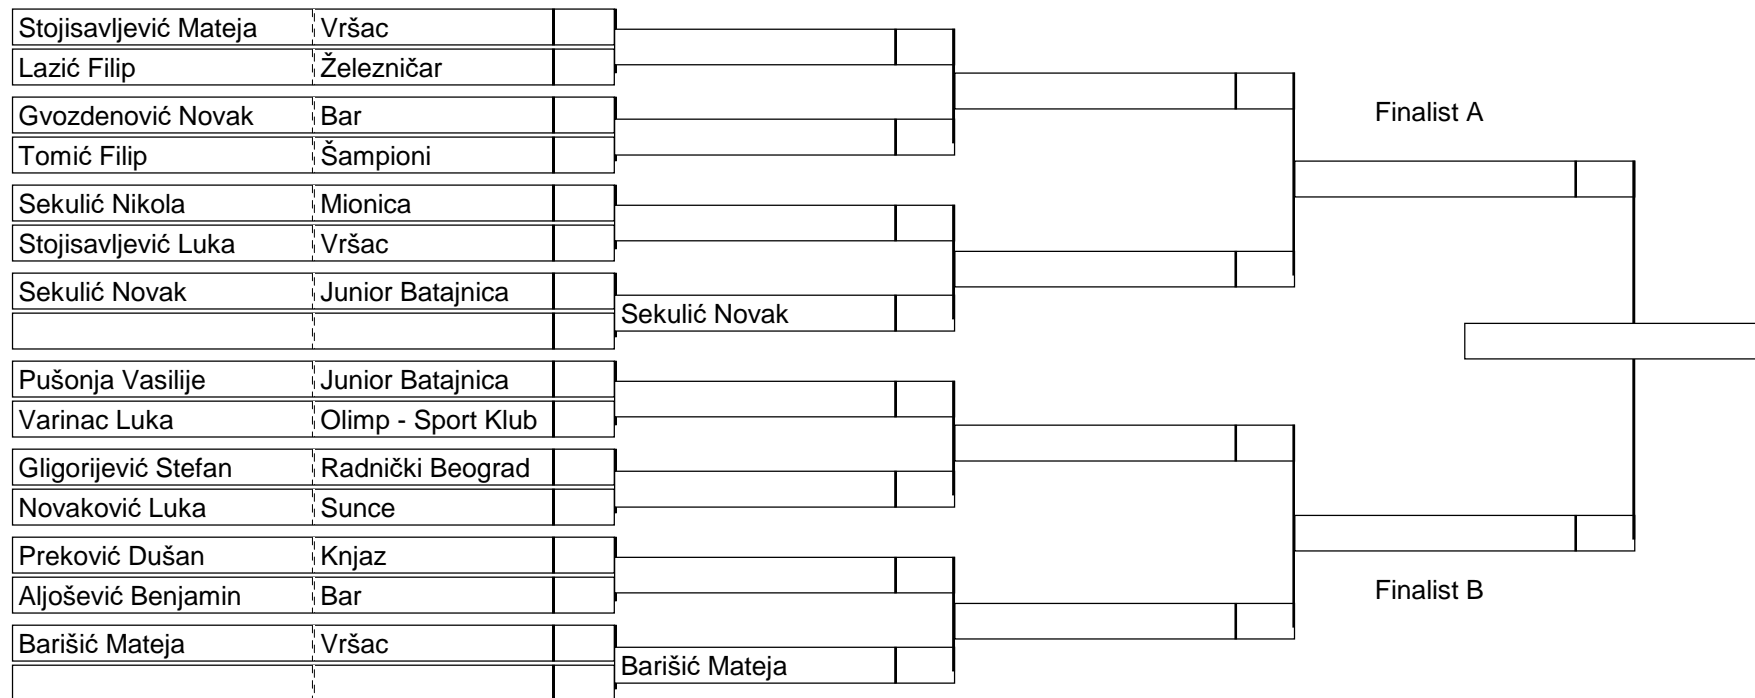 Stojisavljević Mateja Vršac
Lazić Filip Železničar
Gvozdenović Novak Bar
Finalist A
Tomić Filip Šampioni
Sekulić Nikola Mionica
Stojisavljević Luka Vršac
Sekulić Novak Junior Batajnica
Sekulić Novak
Pušonja Vasilije Junior Batajnica
Varinac Luka Olimp - Sport Klub
Gligorijević Stefan Radnički Beograd
Novaković Luka Sunce
Preković Dušan Knjaz
Aljošević Benjamin Bar
Finalist B
Barišić Mateja Vršac
Barišić Mateja